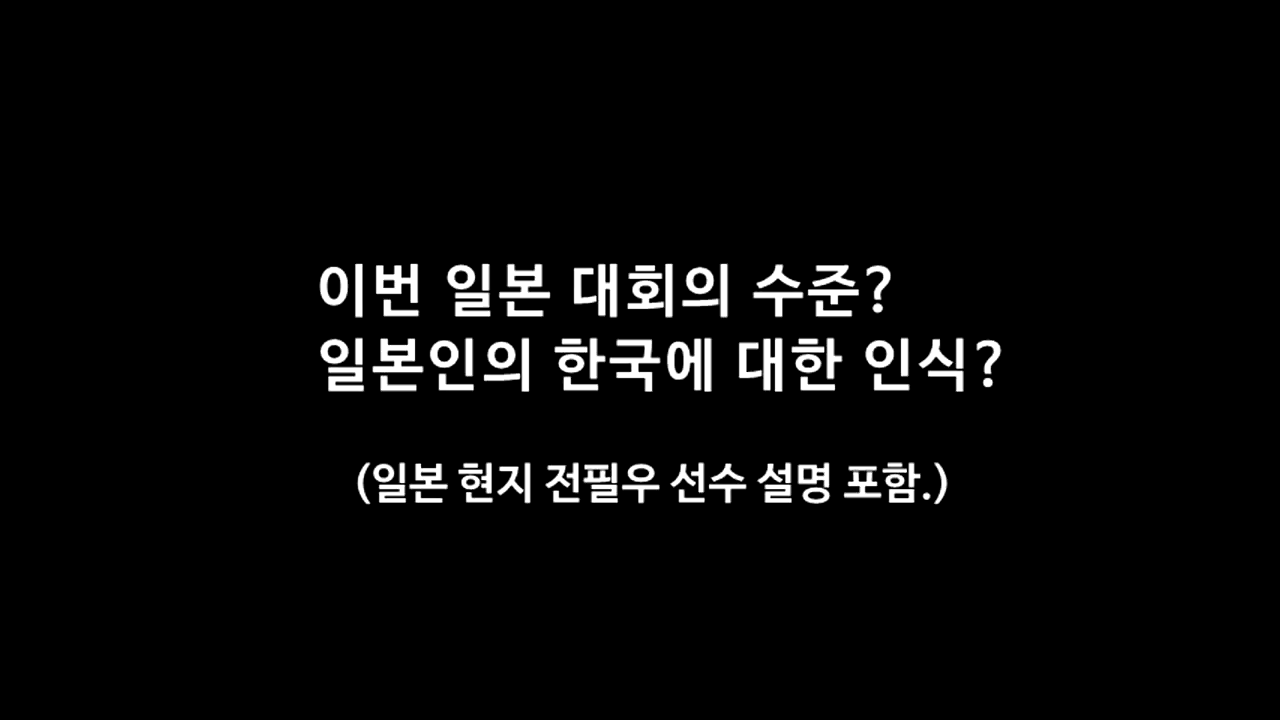 이번 일본 대회의 수준?
일본인의 한국에 대한 인식?
(일본 현지 전필우 선수 설명 포함.)